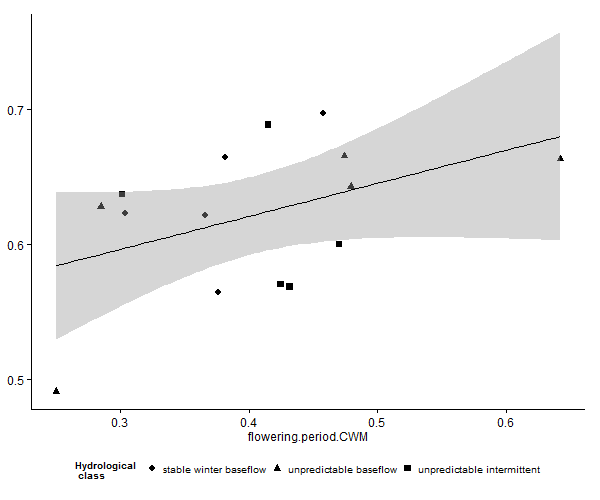 0.7
0.6
0.5
0.3 0.4 0.5 0.6
flowering.period.CWM
Hydrological
class
stable winter baseflow unpredictable baseflow unpredictable intermittent